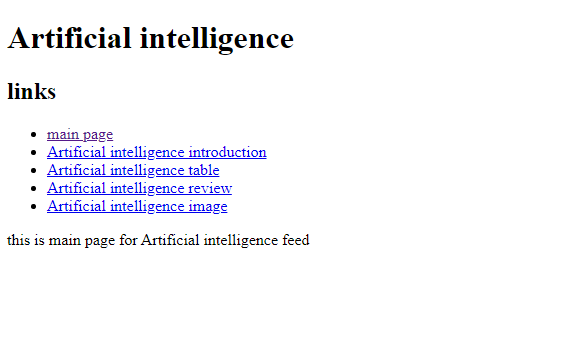 Artificial intelligence
links
main page
Artificial intelligence introduction
Artificial intelligence table
Artificial intelligence review
Artificial intelligence image
this is main page for Artificial intelligence feed